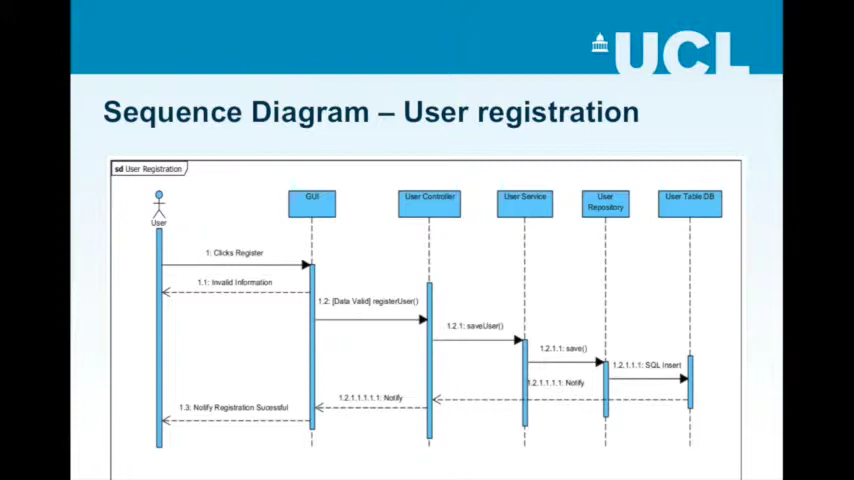 UCL
Sequence Diagram – User registration
sd User Registration
User
GUI
User Controller
User Service
User
Repository
User Table DB
1: Clicks Register
1.1: Invalid Information
1.2: [Data Valid] registerUser()
1.2.1: saveUser()
1.2.1.1: save()
1.2.1.1.1: SQL Insert
1.2.1.1.1.1: Notify
1.2.1.1.1.1.1: Notify
1.3: Notify Registration Sucessful